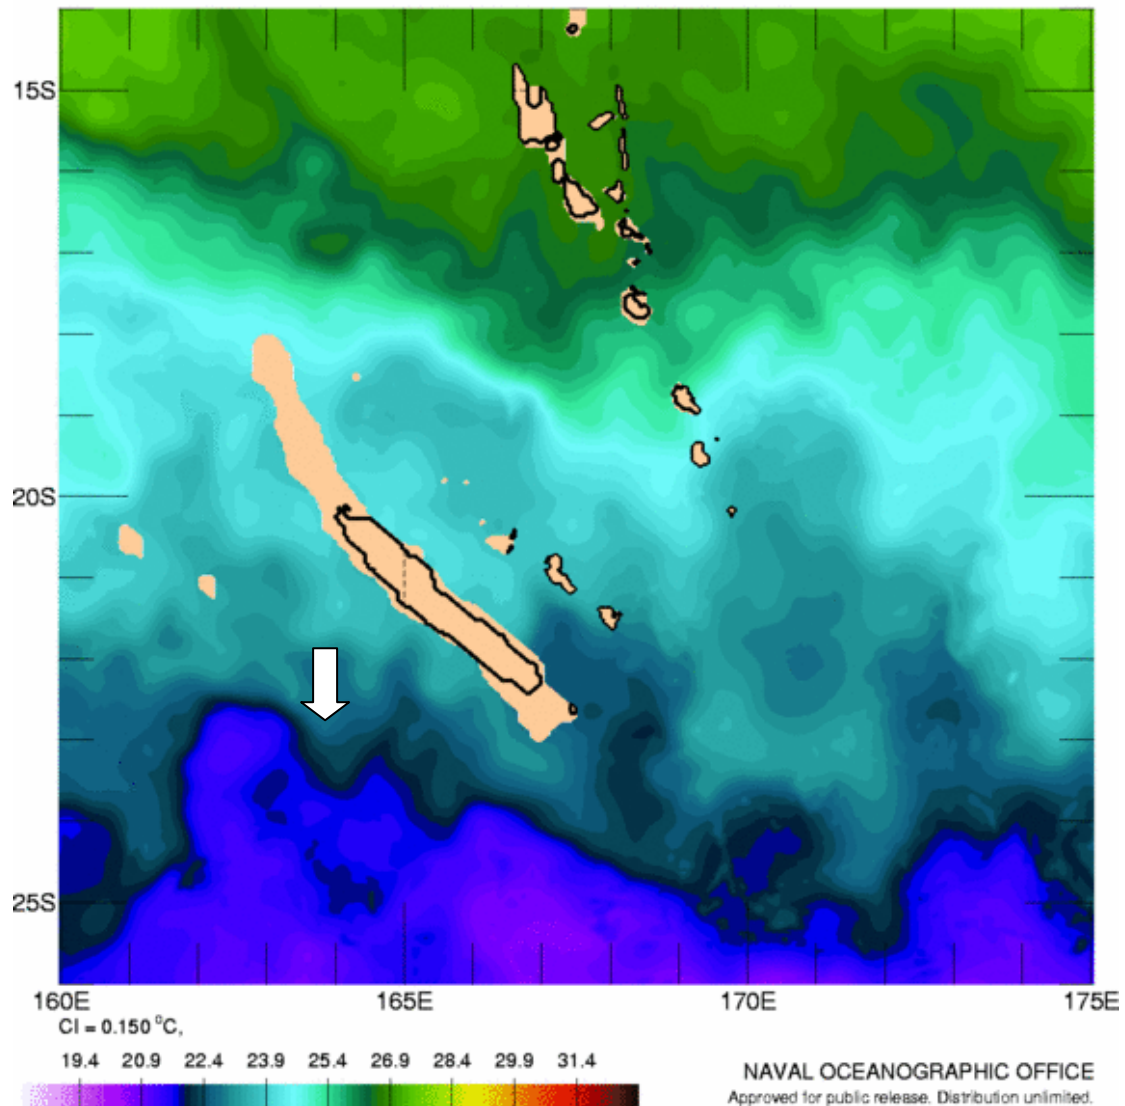 15S
20S
25S
160E 165E 170E 175E
CI = 0.150 °C,
19.4 20.9 22.4 23.9 25.4 26.9 28.4 29.9 31.4
NAVAL OCEANOGRAPHIC OFFICE
Approved for public release. Distribution unlimited.